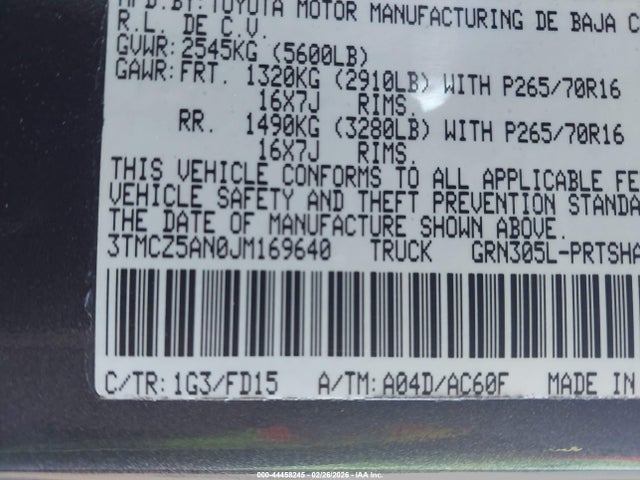 MFD.BY:TOYOTA MOTOR MANUFACTURING DE BAJA C
R.L. DE C.V.
GVWR:2545KG (5600LB)
GAWR:FRT. 1320KG (2910LB) WITH P265/70R16
16X7J RIMS.
RR. 1490KG (3280LB) WITH P265/70R16
16X7J RIMS.
THIS VEHICLE CONFORMS TO ALL APPLICABLE FE
VEHICLE SAFETY AND THEFT PREVENTION STANDA
THE DATE OF MANUFACTURE SHOWN ABOVE.
3TMCZ5AN0JM169640 TRUCK GRN305L-PRTSHA
C/TR:1G3/FD15 A/TM:A04D/AC60F MADE IN
000-44458245 - 02/26/2026 - IAA Inc.